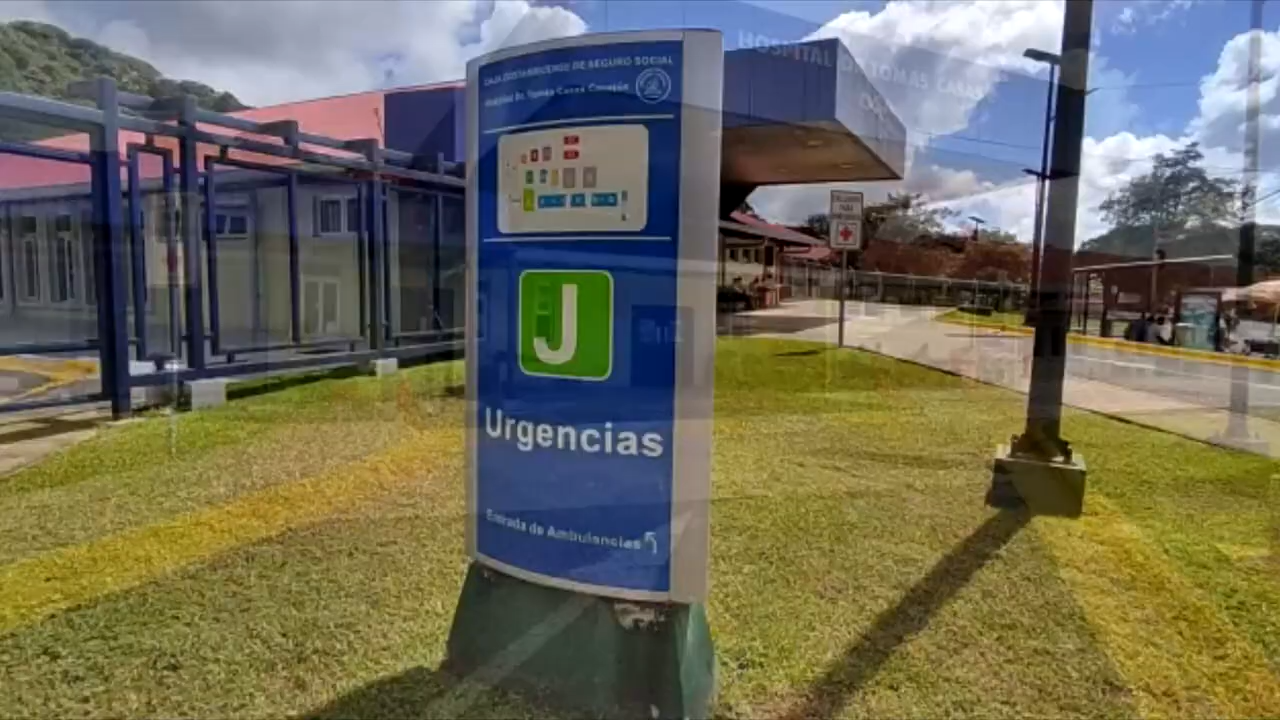 CAJA COSTARRICENSE DE SEGURO SOCIAL
Hospital Dr. Tomás Casas Casajús
J
Urgencias
Entrada de Ambulancias
HOSPITAL DR TOMAS CASAS